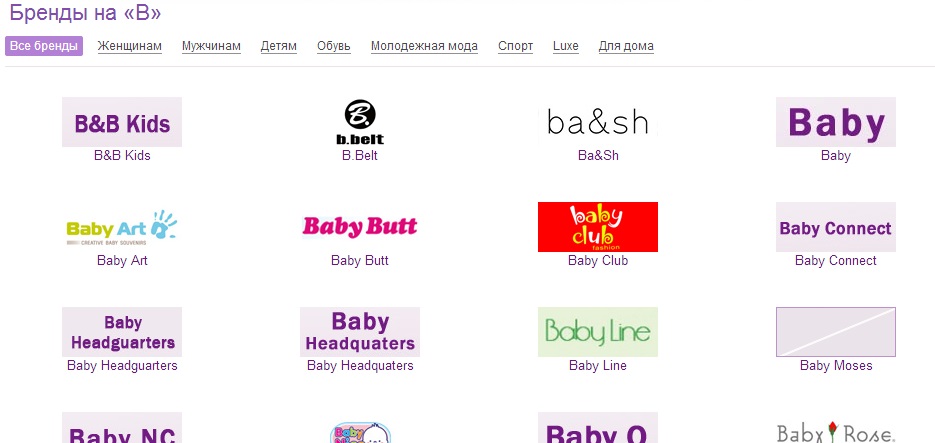 Бренды на «B»
Все бренды Женщинам Мужчинам Детям Обувь Молодежная мода Спорт Luxe Для дома
B&B Kids
B.
b.belt
ba&sh
Baby
B&B Kids B.Belt Ba&Sh Baby
Baby Art
CREATIVE BABY SOUVENIRS
Baby Butt
baby
club
fashion
Baby Connect
Baby Art Baby Butt Baby Club Baby Connect
Baby
Headguarters
Baby
Headquaters
Baby Line
Baby Headguarters Baby Headquaters Baby Line Baby Moses
Baby NC
Baby
Baby Q
Baby Rose